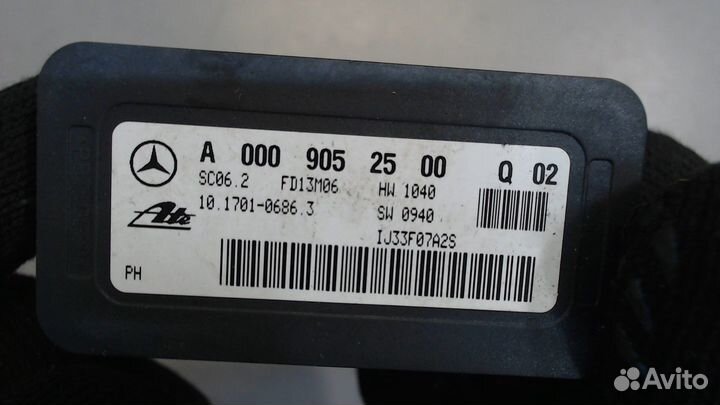 A 000 905 25 00 Q 02
SC06.2 FD13M06 HW 1040
Ate 10.1701-0686.3 SW 0940
IJ33F07A2S
PH
Avito